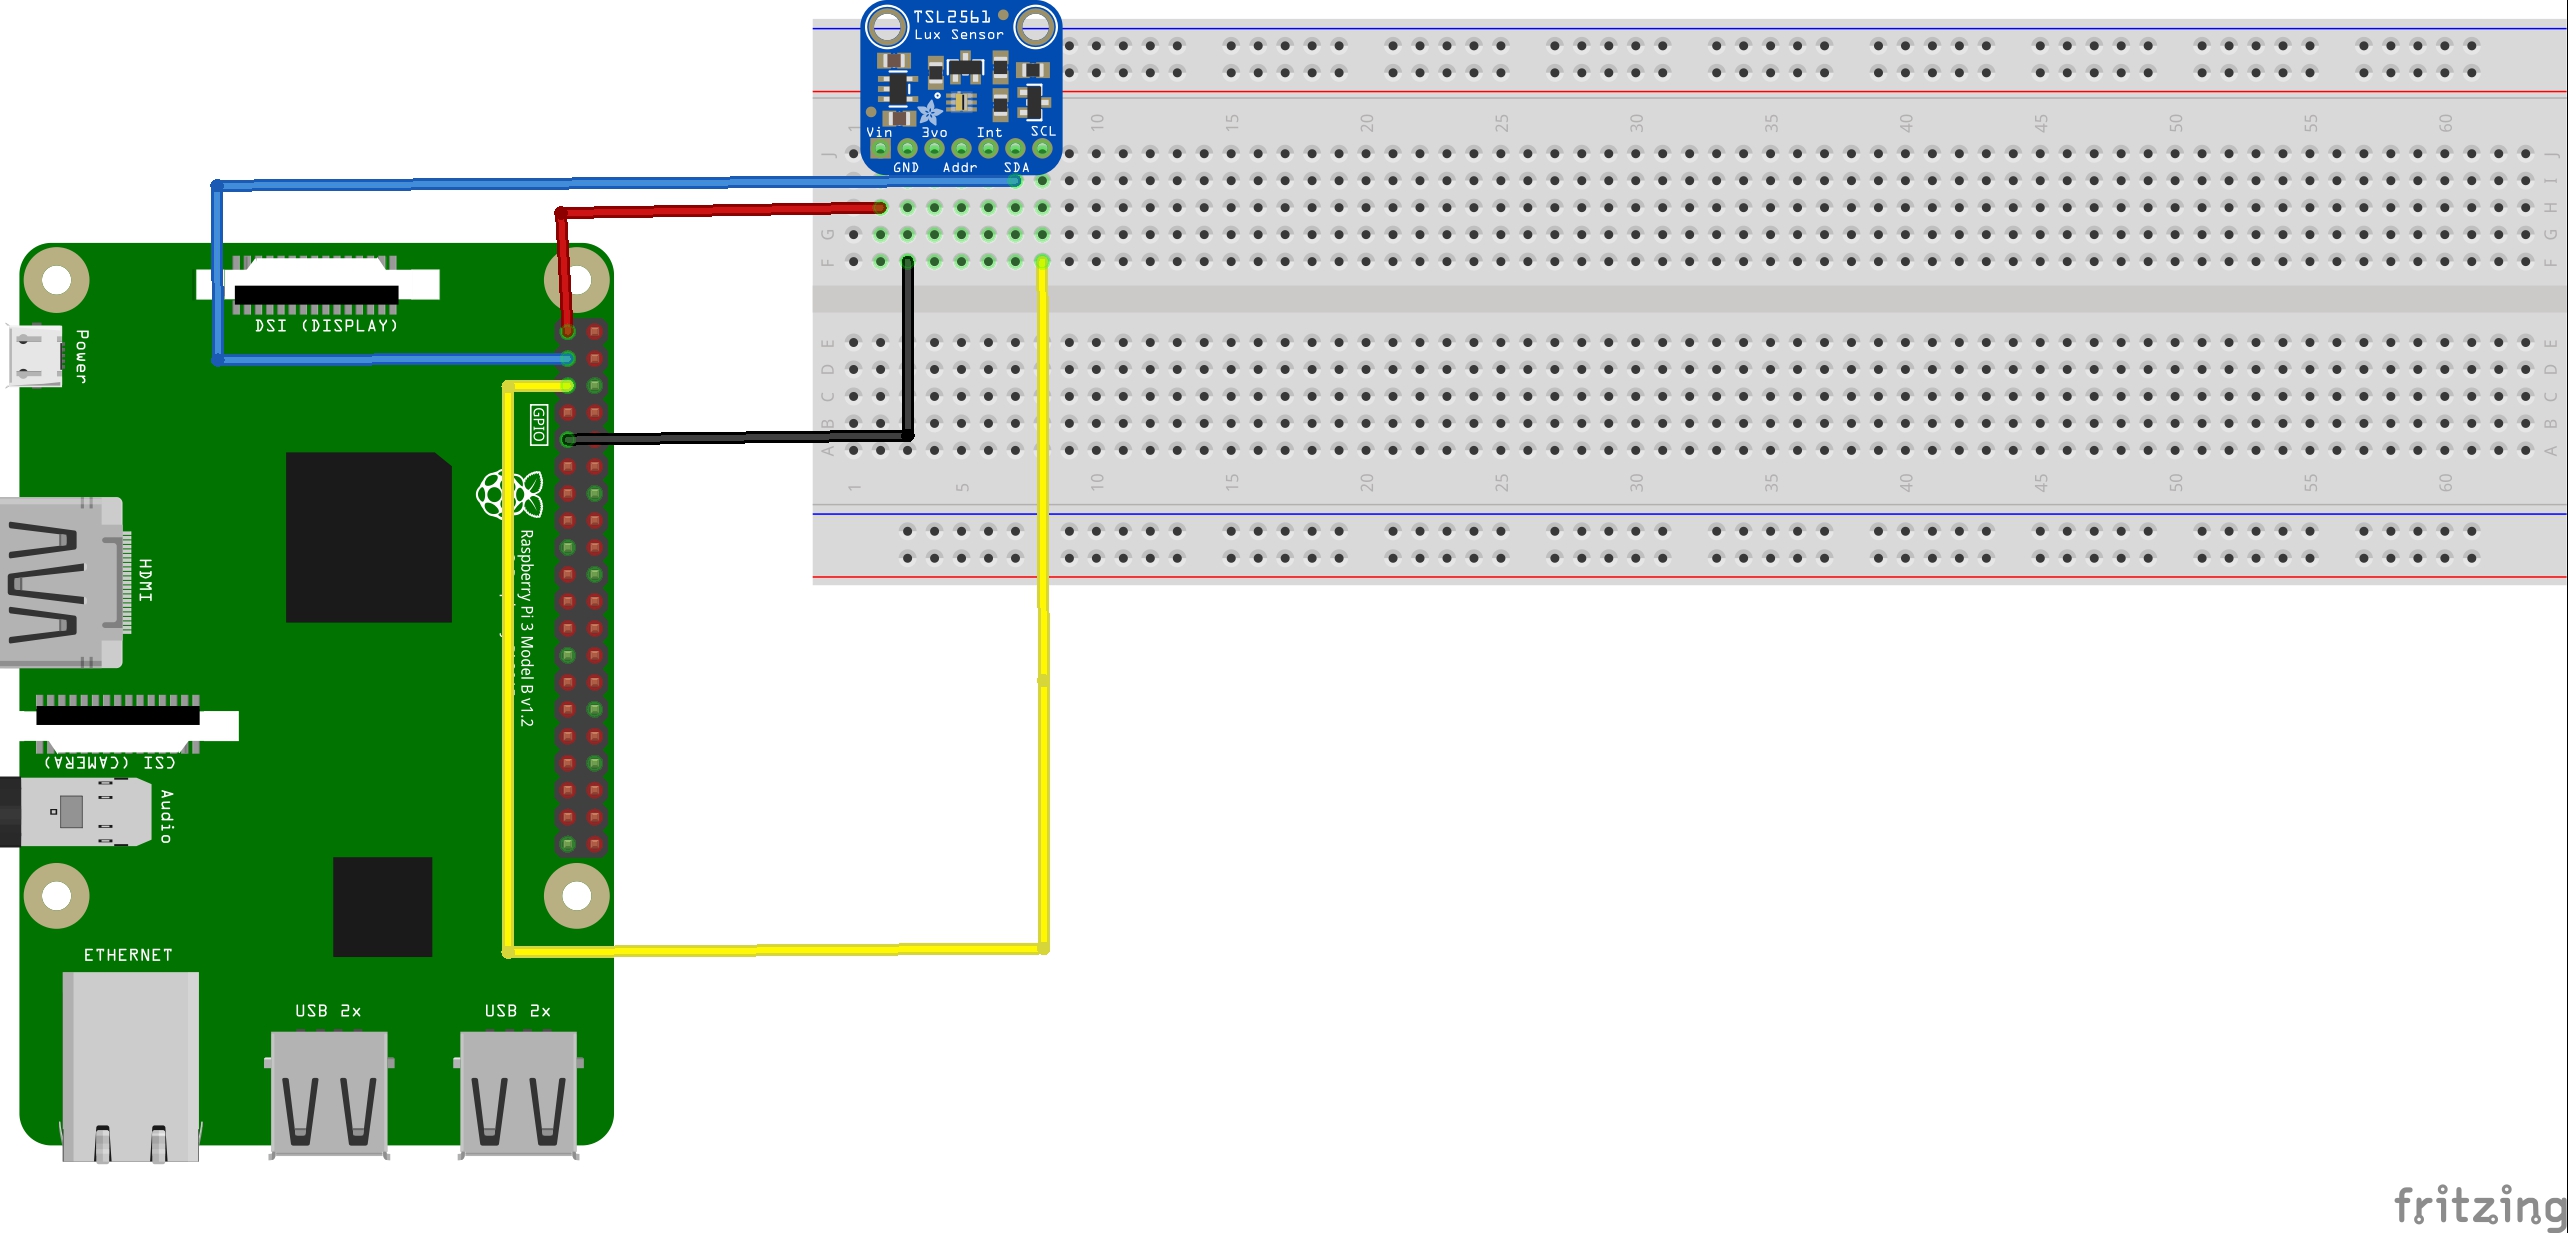 TSL2561
Lux Sensor
Vin 3vo Int SCL
GND Addr SDA
1 10 15 20 25 30 35 40 45 50 55 60
J J
I
H
G G
F F
E E
D D
C C
B B
A A
1 5 10 15 20 25 30 35 40 45 50 55 60
DSI (DISPLAY)
Power
GPIO
HDMI
Raspberry Pi 3 Model B v1.2
CSI (CAMERA)
Audio
ETHERNET
USB 2x
USB 2x
fritzing